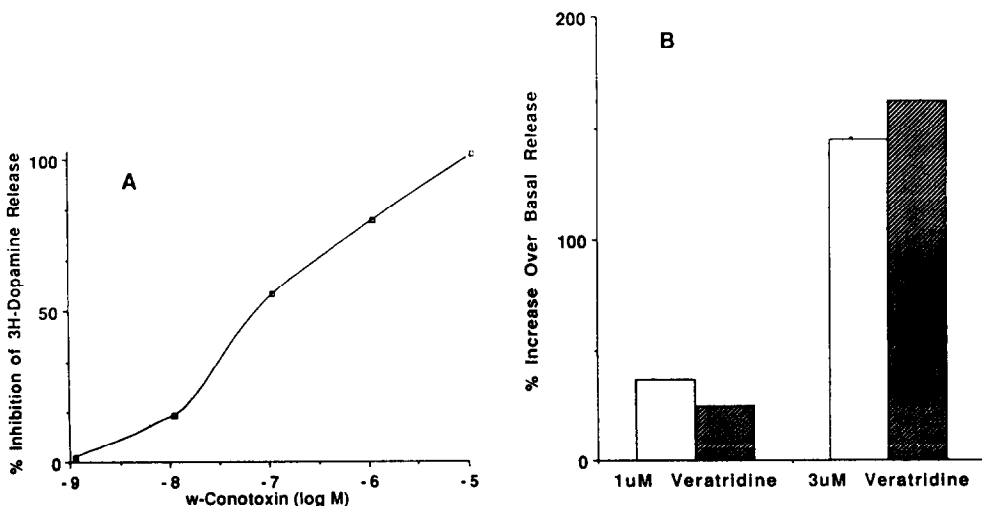 A
% Inhibition of 3H-Dopamine Release
100
50
0
-9 -8 -7 -6 -5
w-Conotoxin (log M)
B
% Increase Over Basal Release
200
100
0
1uM Veratridine 3uM Veratridine